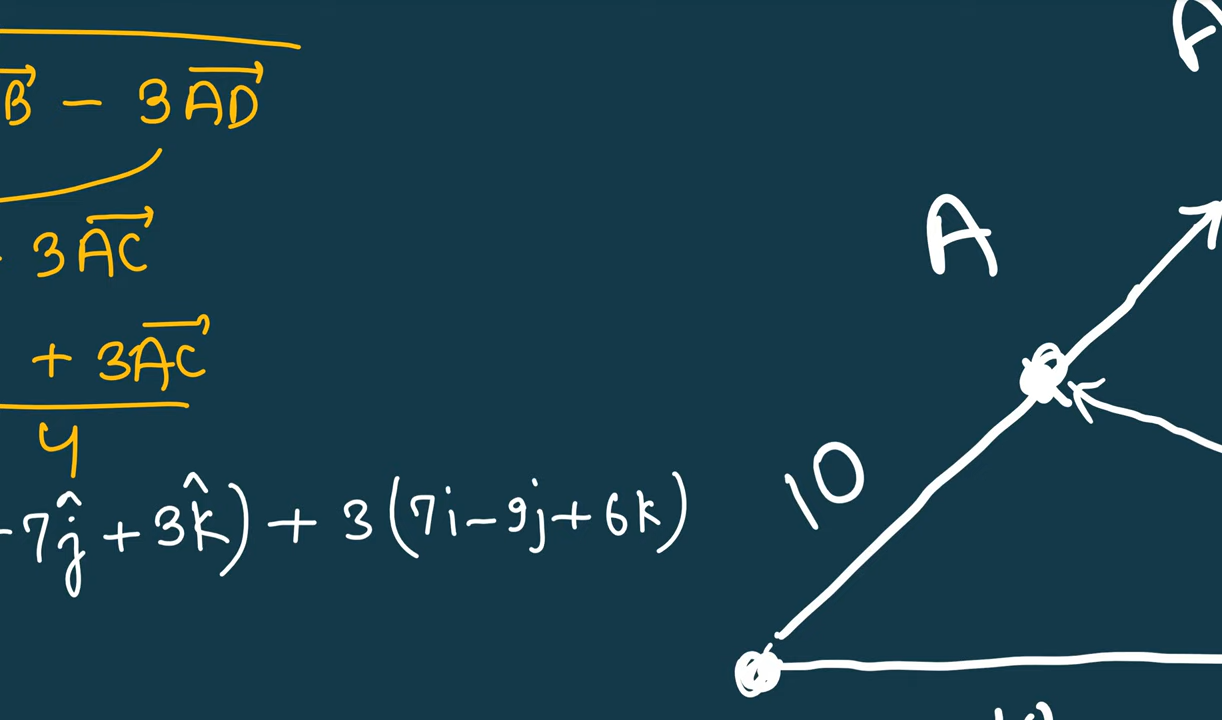 B - 3AD
3AC
+ 3AC
4
-7ĵ + 3k̂) + 3(7i-9j+6k)
A
A
10